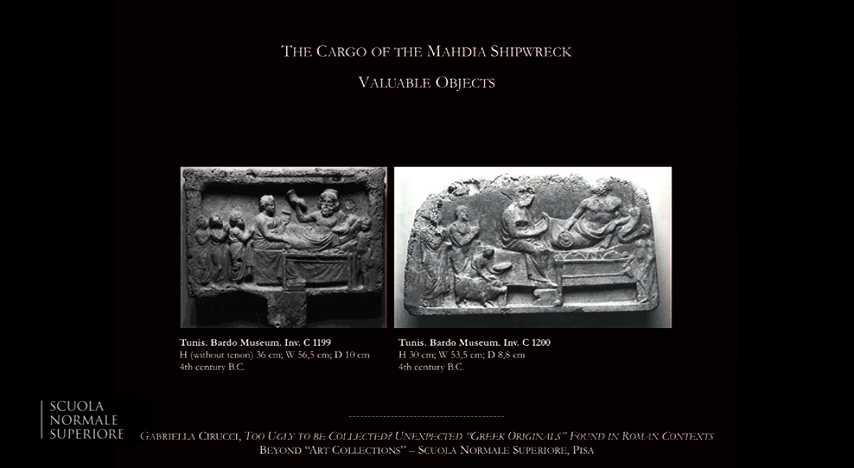 THE CARGO OF THE MAHDIA SHIPWRECK
VALUABLE OBJECTS
Tunis. Bardo Museum. Inv. C 1199
H (without tenon) 36 cm; W 56,5 cm; D 10 cm
4th century B.C.
Tunis. Bardo Museum. Inv. C 1200
H 30 cm; W 53,5 cm; D 8,8 cm
4th century B.C.
SCUOLA
NORMALE
SUPERIORE
GABRIELLA CIRUCCI, TOO UGLY TO BE COLLECTED? UNEXPECTED “GREEK ORIGINALS” FOUND IN ROMAN CONTEXTS
BEYOND “ART COLLECTIONS” – SCUOLA NORMALE SUPERIORE, PISA